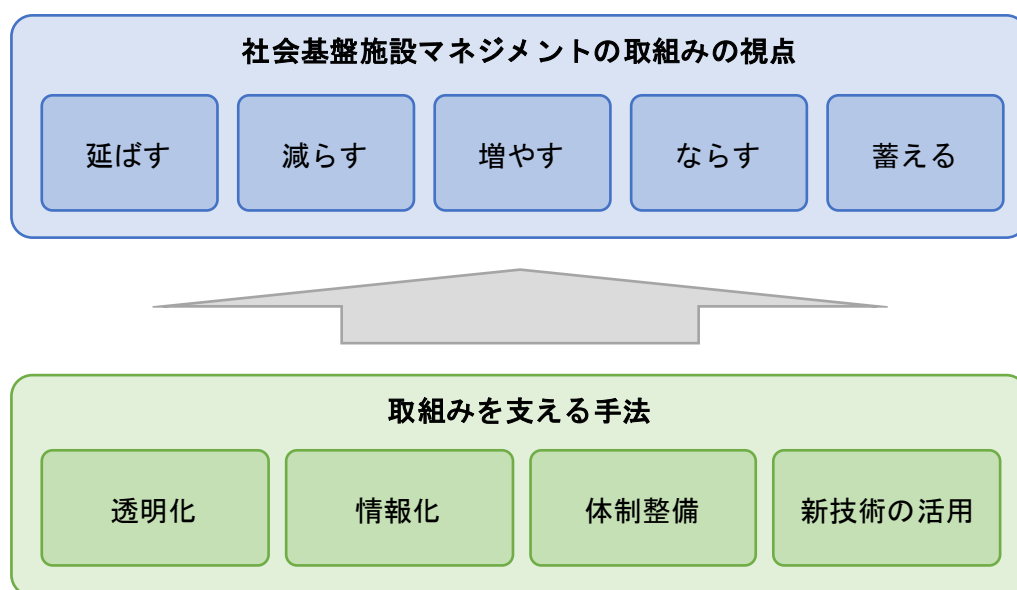 社会基盤施設マネジメントの取組みの視点
延ばす
減らす
増やす
ならす
蓄える
取組みを支える手法
透明化
情報化
体制整備
新技術の活用